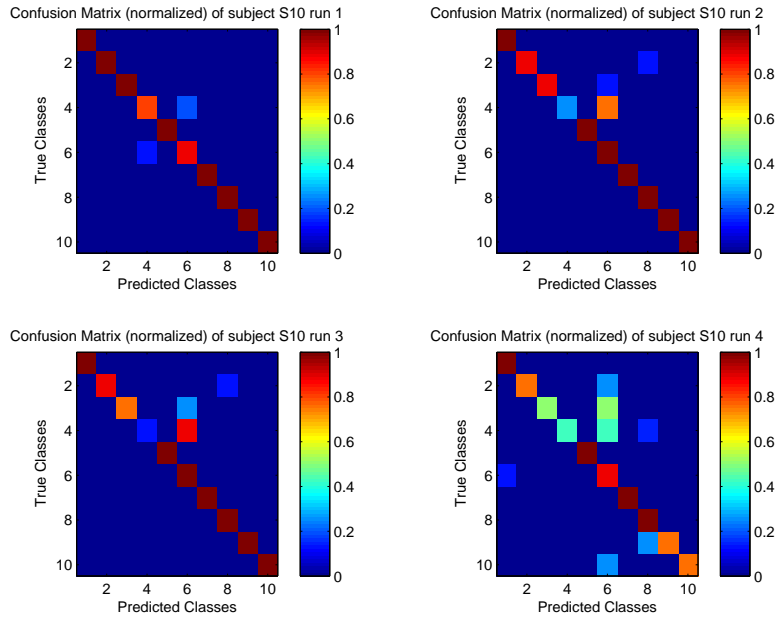 Confusion Matrix (normalized) of subject S10 run 1
True Classes
2
4
6
8
10
2 4 6 8 10
Predicted Classes
1
0.8
0.6
0.4
0.2
0
Confusion Matrix (normalized) of subject S10 run 2
True Classes
2
4
6
8
10
2 4 6 8 10
Predicted Classes
1
0.8
0.6
0.4
0.2
0
Confusion Matrix (normalized) of subject S10 run 3
True Classes
2
4
6
8
10
2 4 6 8 10
Predicted Classes
1
0.8
0.6
0.4
0.2
0
Confusion Matrix (normalized) of subject S10 run 4
True Classes
2
4
6
8
10
2 4 6 8 10
Predicted Classes
1
0.8
0.6
0.4
0.2
0